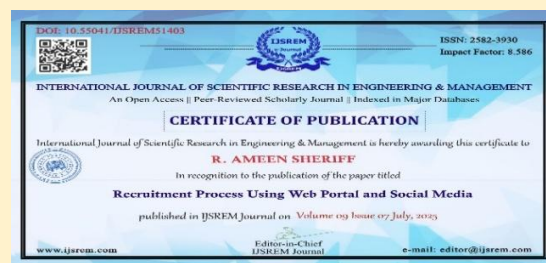 DOI: 10.55041/IJSREM51403
IJSREM
e-Journal
ISSN: 2582-3930
Impact Factor: 8.586
INTERNATIONAL JOURNAL OF SCIENTIFIC RESEARCH IN ENGINEERING & MANAGEMENT
An Open Access || Peer-Reviewed Scholarly Journal || Indexed in Major Databases
CERTIFICATE OF PUBLICATION
International Journal of Scientific Research in Engineering & Management is hereby awarding this certificate to
R. AMEEN SHERIFF
In recognition to the publication of the paper titled
Recruitment Process Using Web Portal and Social Media
published in IJSREM Journal on Volume 09 Issue 07 July, 2025
www.ijsrem.com
Editor-in-Chief
IJSREM Journal
e-mail: editor@ijsrem.com